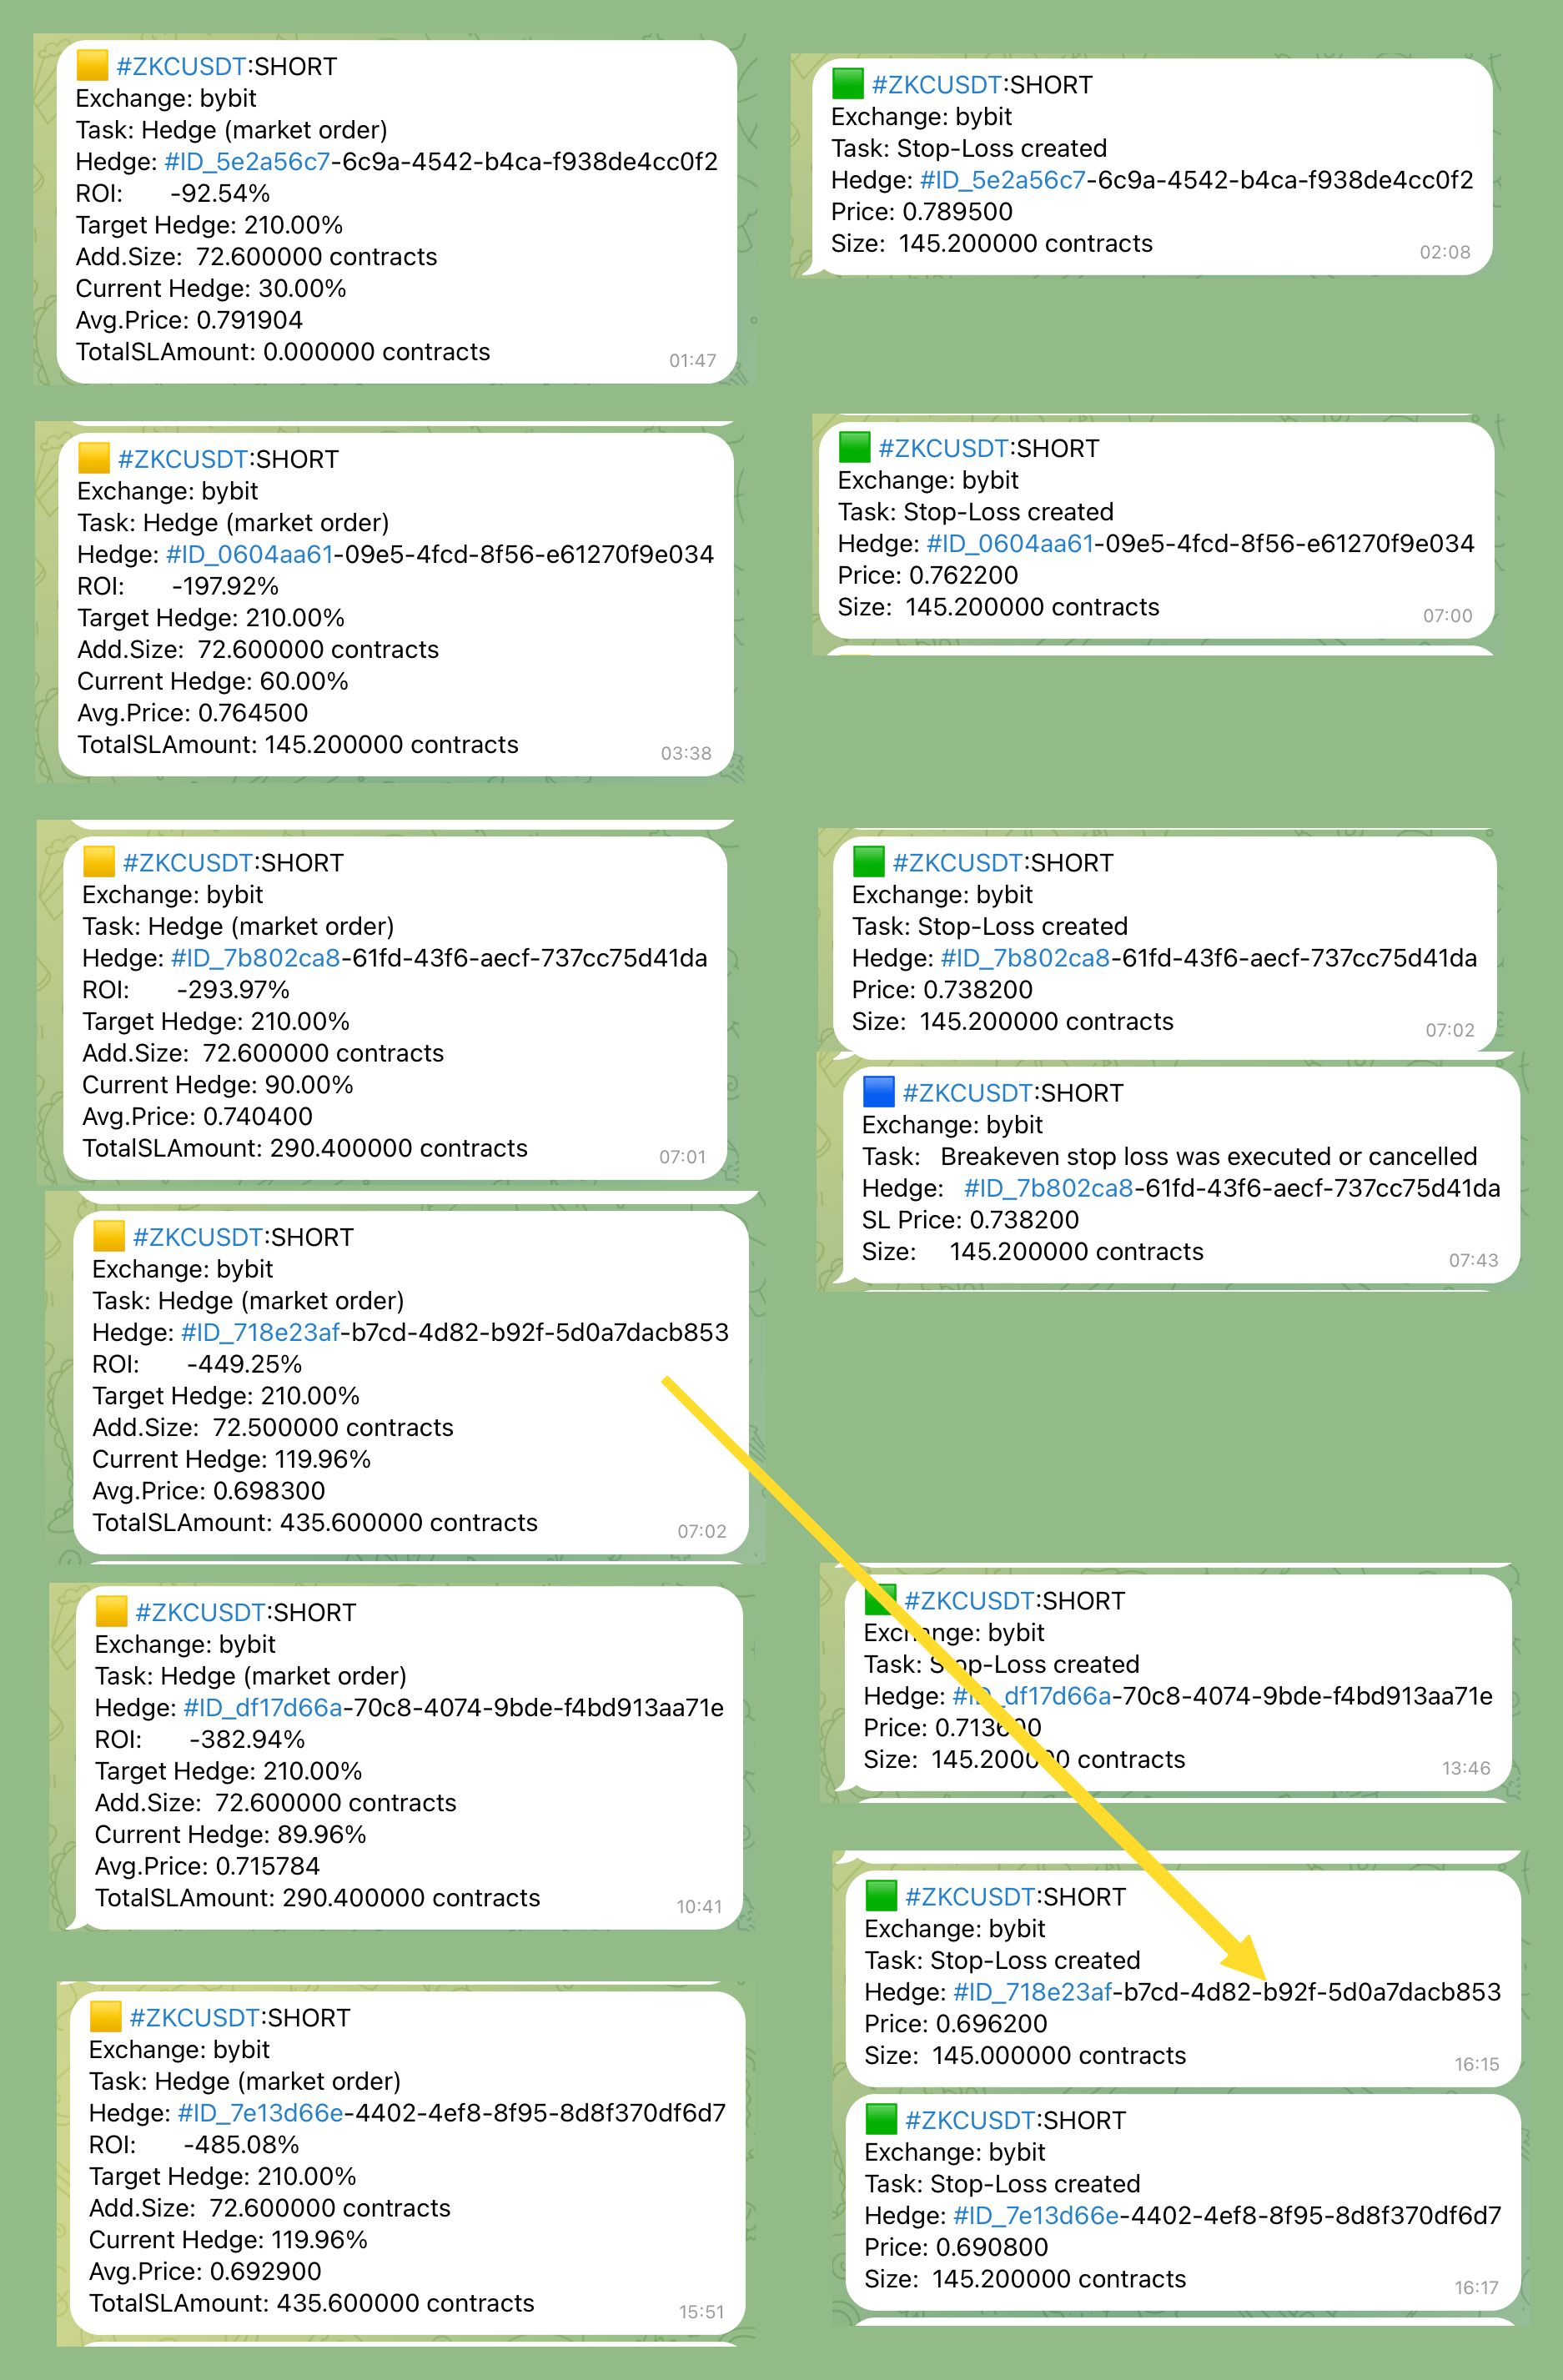 #ZKCUSDT:SHORT
Exchange: bybit
Task: Hedge (market order)
Hedge: #ID_5e2a56c7-6c9a-4542-b4ca-f938de4cc0f2
ROI: -92.54%
Target Hedge: 210.00%
Add.Size: 72.600000 contracts
Current Hedge: 30.00%
Avg.Price: 0.791904
TotalSLAmount: 0.000000 contracts
01:47
#ZKCUSDT:SHORT
Exchange: bybit
Task: Stop-Loss created
Hedge: #ID_5e2a56c7-6c9a-4542-b4ca-f938de4cc0f2
Price: 0.789500
Size: 145.200000 contracts
02:08
#ZKCUSDT:SHORT
Exchange: bybit
Task: Hedge (market order)
Hedge: #ID_0604aa61-09e5-4fcd-8f56-e61270f9e034
ROI: -197.92%
Target Hedge: 210.00%
Add.Size: 72.600000 contracts
Current Hedge: 60.00%
Avg.Price: 0.764500
TotalSLAmount: 145.200000 contracts
03:38
#ZKCUSDT:SHORT
Exchange: bybit
Task: Stop-Loss created
Hedge: #ID_0604aa61-09e5-4fcd-8f56-e61270f9e034
Price: 0.762200
Size: 145.200000 contracts
07:00
#ZKCUSDT:SHORT
Exchange: bybit
Task: Hedge (market order)
Hedge: #ID_7b802ca8-61fd-43f6-aecf-737cc75d41da
ROI: -293.97%
Target Hedge: 210.00%
Add.Size: 72.600000 contracts
Current Hedge: 90.00%
Avg.Price: 0.740400
TotalSLAmount: 290.400000 contracts
07:01
#ZKCUSDT:SHORT
Exchange: bybit
Task: Stop-Loss created
Hedge: #ID_7b802ca8-61fd-43f6-aecf-737cc75d41da
Price: 0.738200
Size: 145.200000 contracts
07:02
#ZKCUSDT:SHORT
Exchange: bybit
Task: Breakeven stop loss was executed or cancelled
Hedge: #ID_7b802ca8-61fd-43f6-aecf-737cc75d41da
SL Price: 0.738200
Size: 145.200000 contracts
07:43
#ZKCUSDT:SHORT
Exchange: bybit
Task: Hedge (market order)
Hedge: #ID_718e23af-b7cd-4d82-b92f-5d0a7dacb853
ROI: -449.25%
Target Hedge: 210.00%
Add.Size: 72.500000 contracts
Current Hedge: 119.96%
Avg.Price: 0.698300
TotalSLAmount: 435.600000 contracts
07:02
#ZKCUSDT:SHORT
Exchange: bybit
Task: Hedge (market order)
Hedge: #ID_df17d66a-70c8-4074-9bde-f4bd913aa71e
ROI: -382.94%
Target Hedge: 210.00%
Add.Size: 72.600000 contracts
Current Hedge: 89.96%
Avg.Price: 0.715784
TotalSLAmount: 290.400000 contracts
10:41
#ZKCUSDT:SHORT
Exchange: bybit
Task: Stop-Loss created
Hedge: #ID_df17d66a-70c8-4074-9bde-f4bd913aa71e
Price: 0.713600
Size: 145.200000 contracts
13:46
#ZKCUSDT:SHORT
Exchange: bybit
Task: Stop-Loss created
Hedge: #ID_718e23af-b7cd-4d82-b92f-5d0a7dacb853
Price: 0.696200
Size: 145.000000 contracts
16:15
#ZKCUSDT:SHORT
Exchange: bybit
Task: Hedge (market order)
Hedge: #ID_7e13d66e-4402-4ef8-8f95-8d8f370df6d7
ROI: -485.08%
Target Hedge: 210.00%
Add.Size: 72.600000 contracts
Current Hedge: 119.96%
Avg.Price: 0.692900
TotalSLAmount: 435.600000 contracts
15:51
#ZKCUSDT:SHORT
Exchange: bybit
Task: Stop-Loss created
Hedge: #ID_7e13d66e-4402-4ef8-8f95-8d8f370df6d7
Price: 0.690800
Size: 145.200000 contracts
16:17